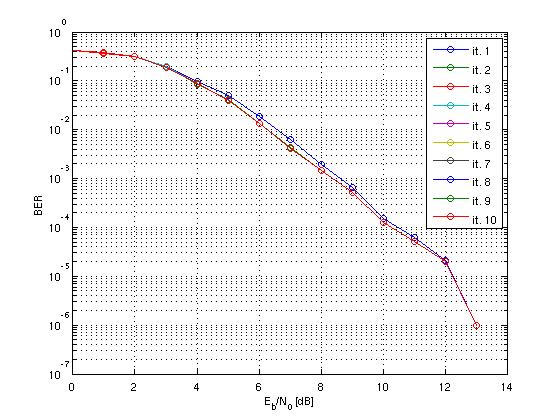 10^0
10^-1
10^-2
10^-3
10^-4
10^-5
10^-6
10^-7
BER
it. 1
it. 2
it. 3
it. 4
it. 5
it. 6
it. 7
it. 8
it. 9
it. 10
0 2 4 6 8 10 12 14
E_b/N_o [dB]